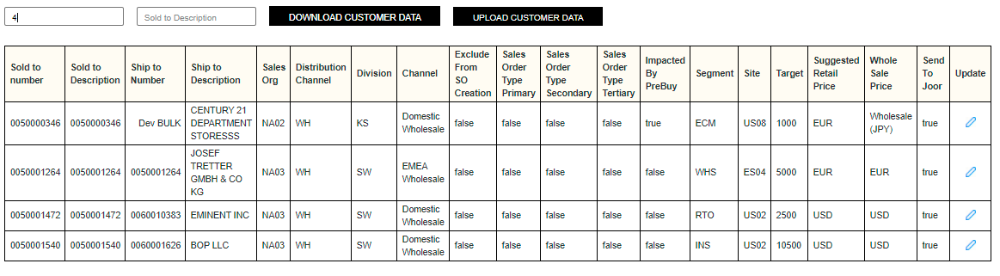 4
Sold to Description
DOWNLOAD CUSTOMER DATA
UPLOAD CUSTOMER DATA
Sold to number
Sold to Description
Ship to Number
Ship to Description
Sales Org
Distribution Channel
Division
Channel
Exclude From SO Creation
Sales Order Type Primary
Sales Order Type Secondary
Sales Order Type Tertiary
Impacted By PreBuy
Segment
Site
Target
Suggested Retail Price
Whole Sale Price
Send To Joor
Update
0050000346 0050000346 Dev BULK CENTURY 21 DEPARTMENT STORESSS NA02 WH KS Domestic Wholesale false false false false true ECM US08 1000 EUR Wholesale (JPY) true
0050001264 0050001264 0050001264 JOSEF TRETTER GMBH & CO KG NA03 WH SW EMEA Wholesale false false false false false WHS ES04 5000 EUR EUR true
0050001472 0050001472 0060010383 EMINENT INC NA03 WH SW Domestic Wholesale false false false false false RTO US02 2500 USD USD true
0050001540 0050001540 0060001626 BOP LLC NA03 WH SW Domestic Wholesale false false false false false INS US02 10500 USD USD true